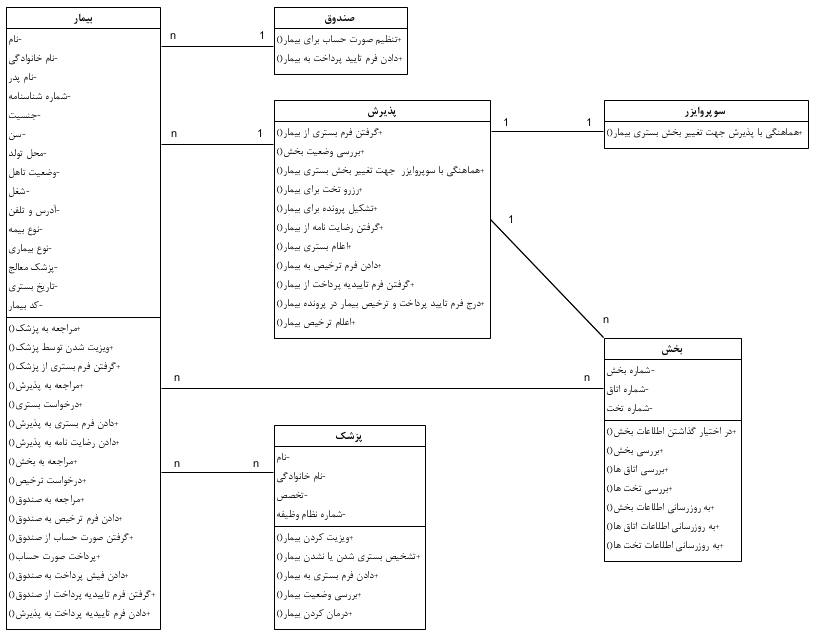 بیمار
-نام
-نام خانوادگی
-نام پدر
-شماره شناسنامه
-جنسیت
-سن
-محل تولد
-وضعیت تاهل
-شغل
-آدرس و تلفن
-نوع بیمه
-نوع بیماری
-پزشک معالج
-تاریخ بستری
-کد بیمار
+مراجعه به پزشک()
+ویزیت شدن توسط پزشک()
+گرفتن فرم بستری از پزشک()
+مراجعه به پذیرش()
+درخواست بستری()
+دادن فرم بستری به پذیرش()
+دادن رضایت نامه به پذیرش()
+مراجعه به بخش()
+درخواست ترخیص()
+مراجعه به صندوق()
+دادن فرم ترخیص به صندوق()
+گرفتن صورت حساب از صندوق()
+پرداخت صورت حساب()
+دادن فیش پرداخت به صندوق()
+گرفتن فرم تاییدیه پرداخت از صندوق()
+دادن فرم تاییدیه پرداخت به پذیرش()
n
1
صندوق
+تنظیم صورت حساب برای بیمار()
+دادن فرم تایید پرداخت به بیمار()
n
1
پذیرش
+گرفتن فرم بستری از بیمار()
+بررسی وضعیت بخش()
+هماهنگی با سوپروایزر جهت تغییر بخش بستری بیمار()
+رزرو تخت برای بیمار()
+تشکیل پرونده برای بیمار()
+گرفتن رضایت نامه از بیمار()
+اعلام بستری بیمار()
+دادن فرم ترخیص به بیمار()
+گرفتن فرم تاییدیه پرداخت از بیمار()
+درج فرم تایید پرداخت و ترخیص بیمار در پرونده بیمار()
+اعلام ترخیص بیمار()
1
1
سوپروایزر
+هماهنگی با پذیرش جهت تغییر بخش بستری بیمار()
1
n
n
n
بخش
-شماره بخش
-شماره اتاق
-شماره تخت
+در اختیار گذاشتن اطلاعات بخش()
+بررسی بخش()
+بررسی اتاق ها()
+بررسی تخت ها()
+به روزرسانی اطلاعات بخش()
+به روزرسانی اطلاعات اتاق ها()
+به روزرسانی اطلاعات تخت ها()
n
n
پزشک
-نام
-نام خانوادگی
-تخصص
-شماره نظام وظیفه
+ویزیت کردن بیمار()
+تشخیص بستری شدن یا نشدن بیمار()
+دادن فرم بستری به بیمار()
+بررسی وضعیت بیمار()
+درمان کردن بیمار()